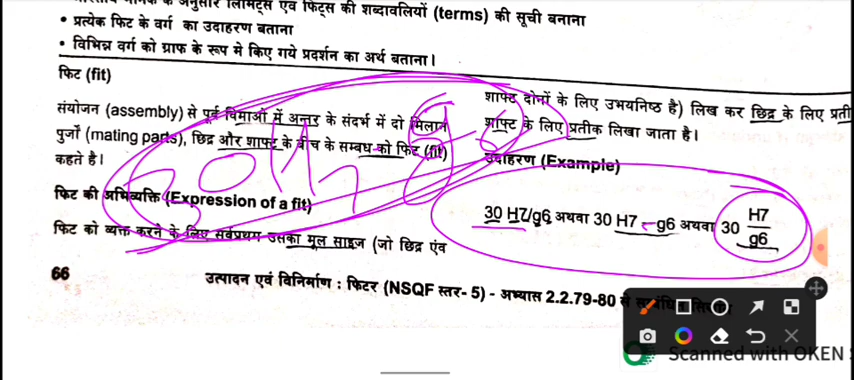 भारतीय मानक के अनुसार लिमिट्स एवं फिट्स की शब्दावलियों (terms) की सूची बनाना
• प्रत्येक फिट के वर्ग का उदाहरण बताना
• विभिन्न वर्ग को ग्राफ के रूप मे किए गये प्रदर्शन का अर्थ बताना।
फिट (fit)
संयोजन (assembly) से पूर्व विमाओं में अन्तर के संदर्भ में दो मिलान
पुर्जो (mating parts), छिद्र और शाफ्ट के बीच के सम्बध को फिट (fit)
कहते है।
फिट की अभिव्यक्ति (Expression of a fit)
फिट को व्यक्त करने के लिए सर्वप्रथम उसका मूल साइज (जो छिद्र एंव
शाफ्ट दोनों के लिए उभयनिष्ठ है) लिख कर छिद्र के लिए प्रती
शाफ्ट के लिए प्रतीक लिखा जाता है।
उदाहरण (Example)
30 H7/g6 अथवा 30 H7 – g6 अथवा 30 H7
g6
66
उत्पादन एवं विनिर्माण : फिटर (NSQF स्तर- 5) - अभ्यास 2.2.79-80 से
Scanned with OKEN S